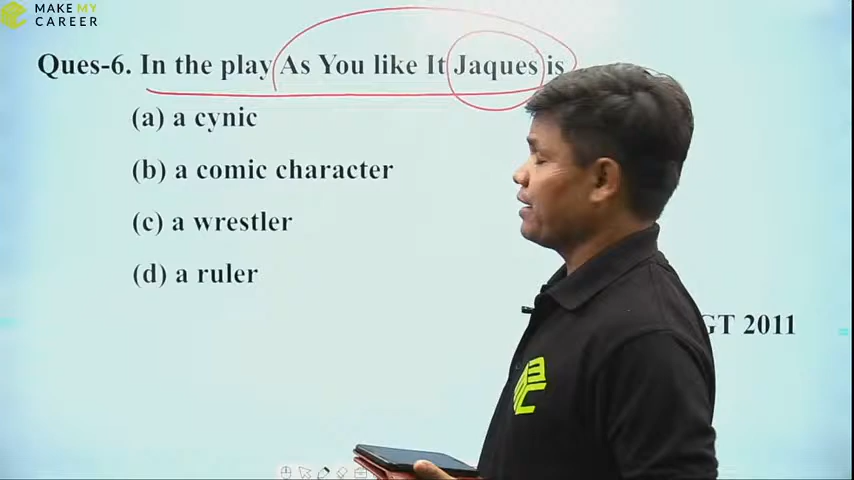 MAKE MY
CAREER
Ques-6. In the play As You like It Jaques is
(a) a cynic
(b) a comic character
(c) a wrestler
(d) a ruler
GT 2011